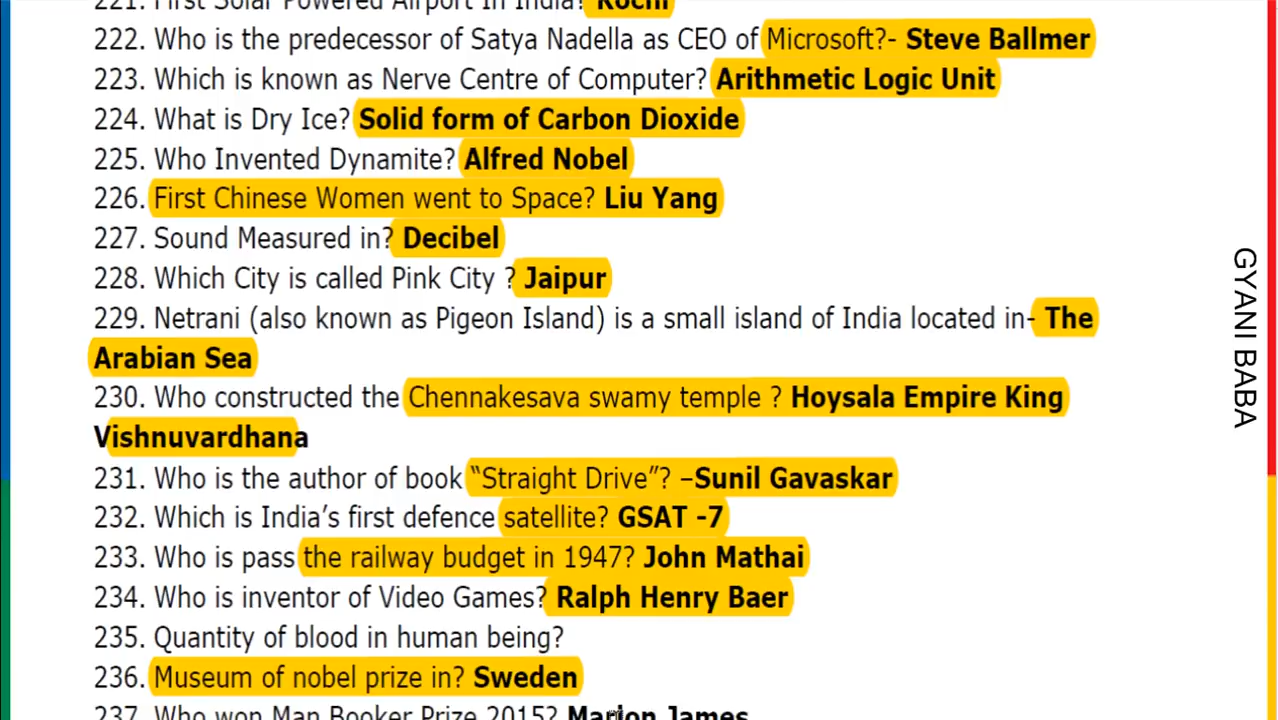 221. First Solar Powered Airport in India? Kochi
222. Who is the predecessor of Satya Nadella as CEO of Microsoft?- Steve Ballmer
223. Which is known as Nerve Centre of Computer? Arithmetic Logic Unit
224. What is Dry Ice? Solid form of Carbon Dioxide
225. Who Invented Dynamite? Alfred Nobel
226. First Chinese Women went to Space? Liu Yang
227. Sound Measured in? Decibel
228. Which City is called Pink City ? Jaipur
229. Netrani (also known as Pigeon Island) is a small island of India located in- The
Arabian Sea
230. Who constructed the Chennakesava swamy temple ? Hoysala Empire King
Vishnuvardhana
231. Who is the author of book “Straight Drive”? –Sunil Gavaskar
232. Which is India’s first defence satellite? GSAT -7
233. Who is pass the railway budget in 1947? John Mathai
234. Who is inventor of Video Games? Ralph Henry Baer
235. Quantity of blood in human being?
236. Museum of nobel prize in? Sweden
237. Who won Man Booker Prize 2015? Marlon James
GYANI BABA